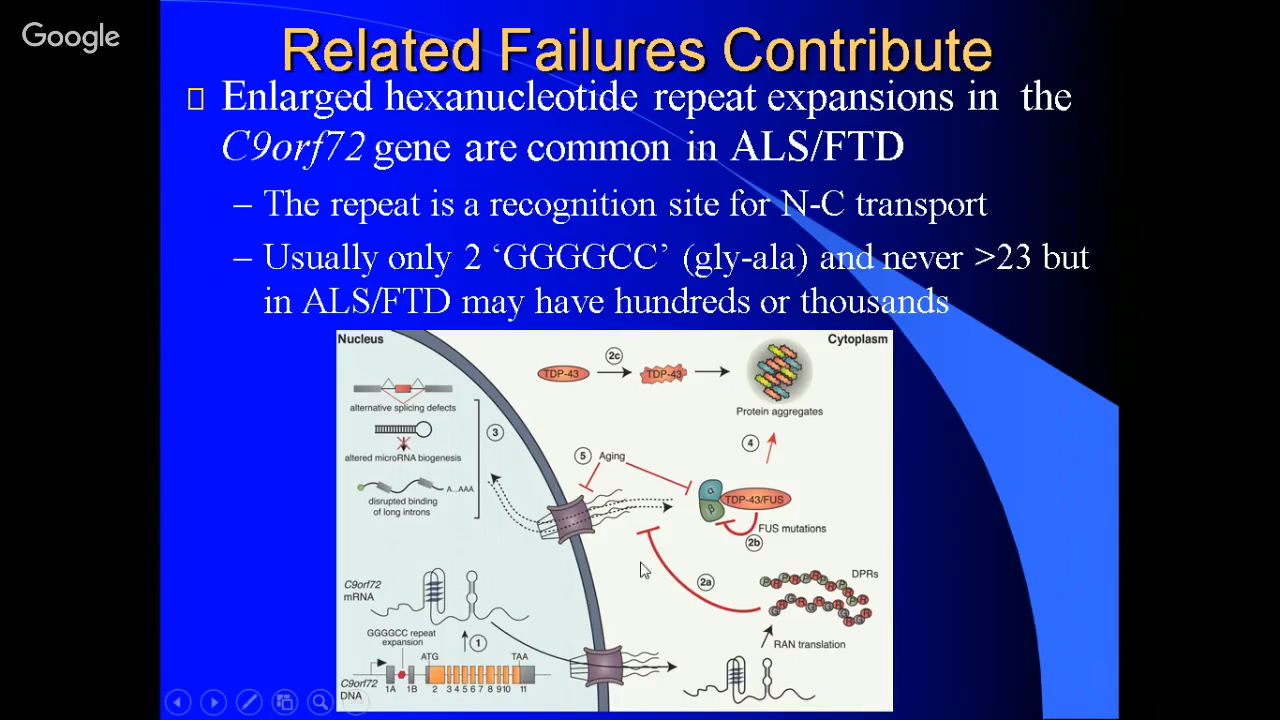 Google
Related Failures Contribute
Enlarged hexanucleotide repeat expansions in the
C9orf72 gene are common in ALS/FTD
– The repeat is a recognition site for N-C transport
– Usually only 2 ‘GGGGCC’ (gly-ala) and never >23 but
in ALS/FTD may have hundreds or thousands
Nucleus
Cytoplasm
2c
TDP-43
TDP-43
Protein aggregates
alternative splicing defects
altered microRNA biogenesis
A...AAA
disrupted binding
of long introns
3
4
5 Aging
α
β
TDP-43/FUS
FUS mutations
2b
2a
DPRs
RAN translation
C9orf72
mRNA
GGGGCC repeat
expansion
1
ATG
TAA
C9orf72
DNA
1A 1B 2 3 4 5 6 7 8 9 10 11